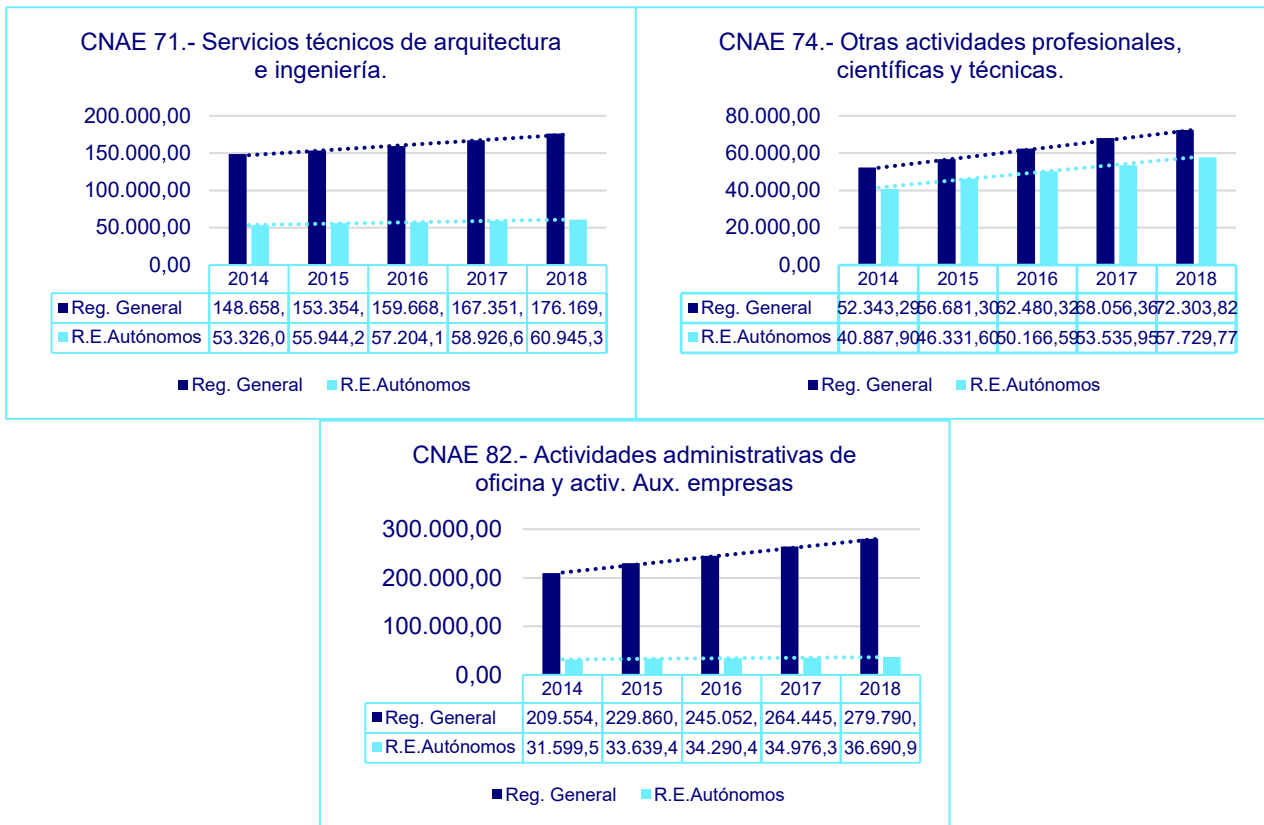 CNAE 71.- Servicios técnicos de arquitectura
e ingeniería.
200.000,00
150.000,00
100.000,00
50.000,00
0,00
2014 2015 2016 2017 2018
Reg. General 148.658, 153.354, 159.668, 167.351, 176.169,
R.E.Autónomos 53.326,0 55.944,2 57.204,1 58.926,6 60.945,3
Reg. General R.E.Autónomos
CNAE 74.- Otras actividades profesionales,
científicas y técnicas.
80.000,00
60.000,00
40.000,00
20.000,00
0,00
2014 2015 2016 2017 2018
Reg. General 52.343,29 56.681,30 62.480,32 68.056,36 72.303,82
R.E.Autónomos 40.887,90 46.331,60 50.166,59 53.535,95 57.729,77
Reg. General R.E.Autónomos
CNAE 82.- Actividades administrativas de
oficina y activ. Aux. empresas
300.000,00
200.000,00
100.000,00
0,00
2014 2015 2016 2017 2018
Reg. General 209.554, 229.860, 245.052, 264.445, 279.790,
R.E.Autónomos 31.599,5 33.639,4 34.290,4 34.976,3 36.690,9
Reg. General R.E.Autónomos